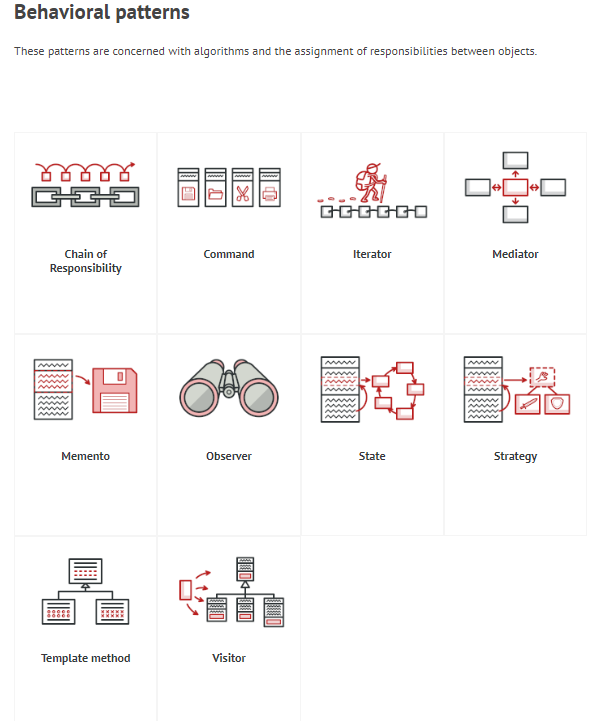 Behavioral patterns
These patterns are concerned with algorithms and the assignment of responsibilities between objects.
Chain of
Responsibility
Command
Iterator
Mediator
Memento
Observer
State
Strategy
Template method
Visitor